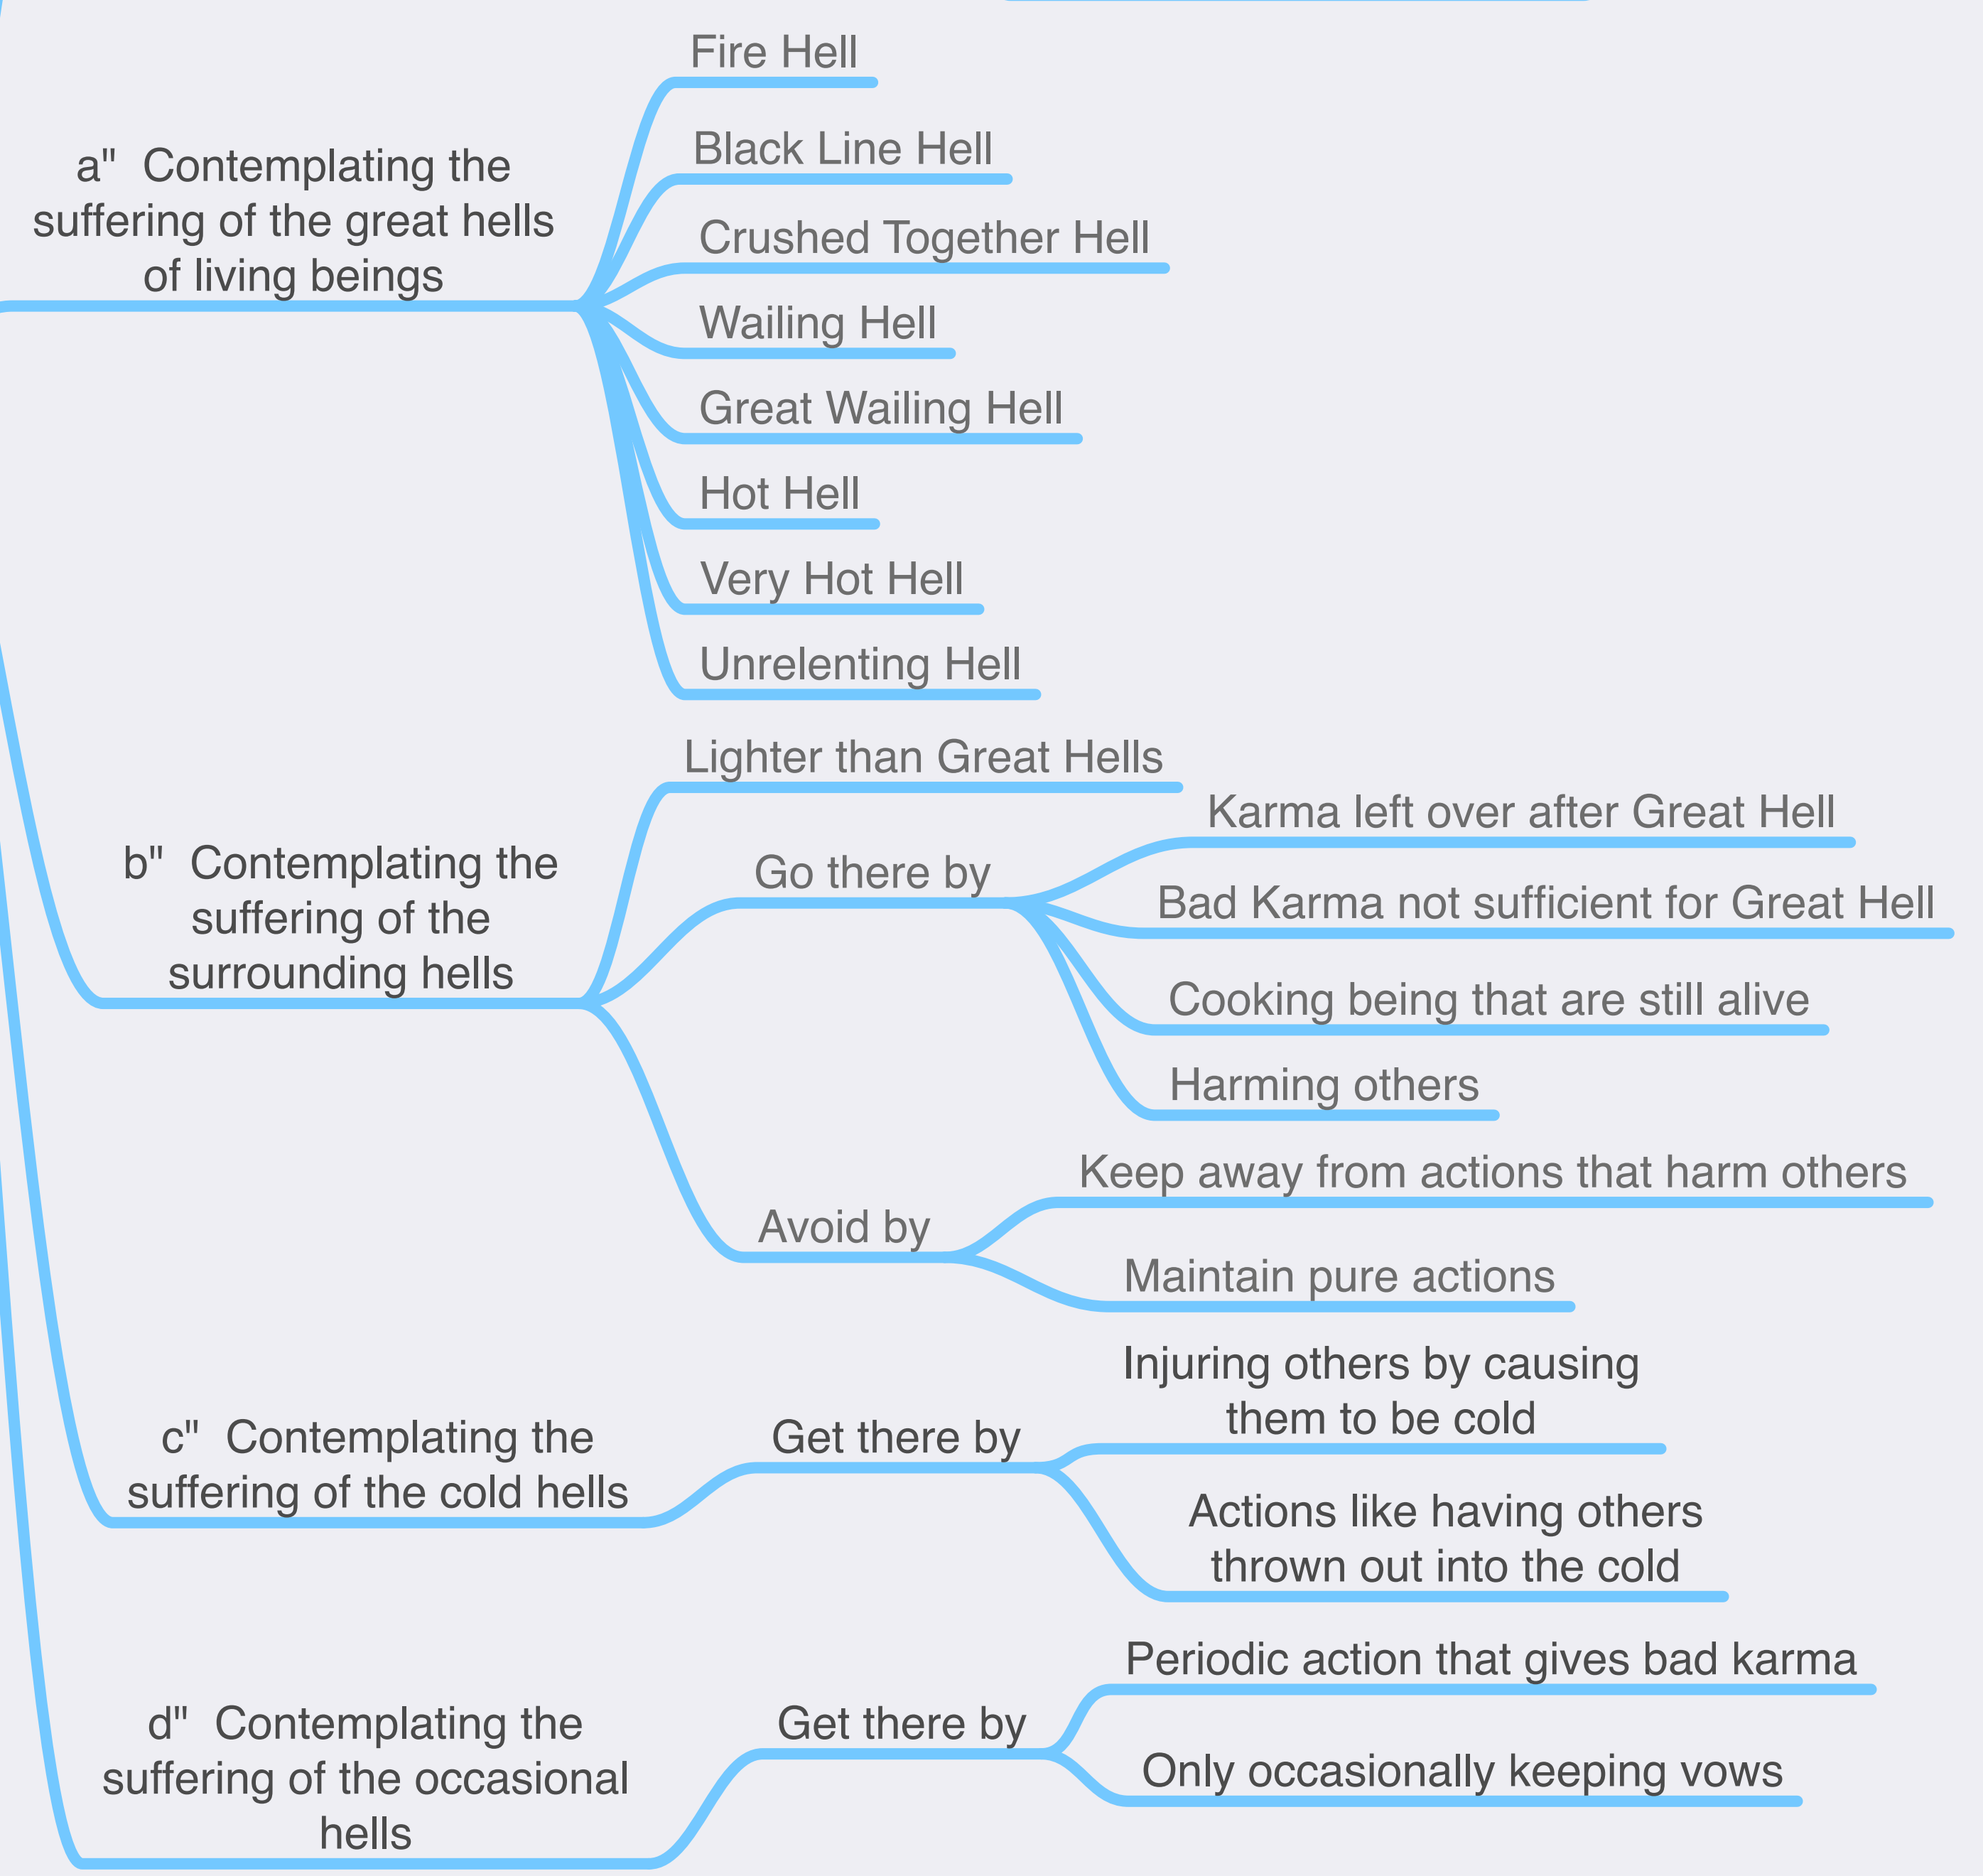 a"  Contemplating the
suffering of the great hells
of living beings
Fire Hell
Black Line Hell
Crushed Together Hell
Wailing Hell
Great Wailing Hell
Hot Hell
Very Hot Hell
Unrelenting Hell
b"  Contemplating the
suffering of the
surrounding hells
Lighter than Great Hells
Go there by
Karma left over after Great Hell
Bad Karma not sufficient for Great Hell
Cooking being that are still alive
Harming others
Avoid by
Keep away from actions that harm others
Maintain pure actions
c"  Contemplating the
suffering of the cold hells
Get there by
Injuring others by causing
them to be cold
Actions like having others
thrown out into the cold
d"  Contemplating the
suffering of the occasional
hells
Get there by
Periodic action that gives bad karma
Only occasionally keeping vows